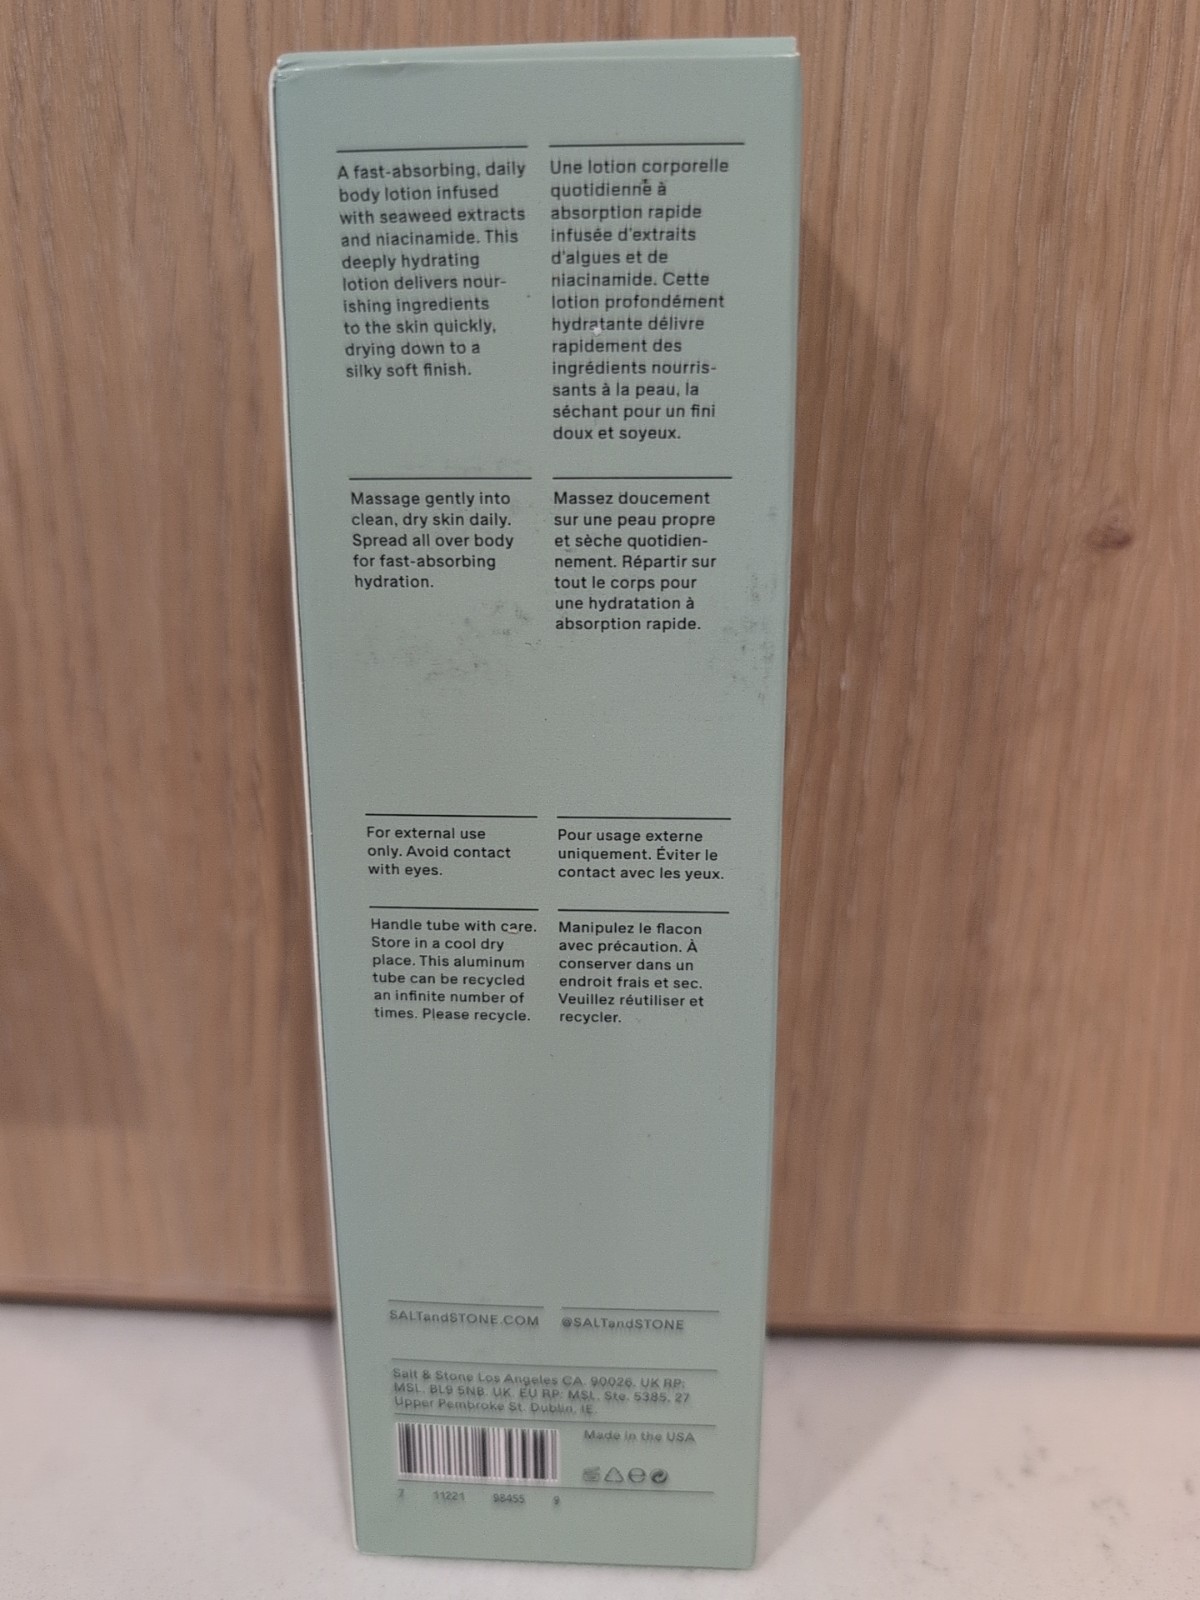 A fast-absorbing, daily
body lotion infused
with seaweed extracts
and niacinamide. This
deeply hydrating
lotion delivers nour-
ishing ingredients
to the skin quickly,
drying down to a
silky soft finish.
Une lotion corporelle
quotidienne à
absorption rapide
infusée d'extraits
d'algues et de
niacinamide. Cette
lotion profondément
hydratante délivre
rapidement des
ingrédients nourris-
sants à la peau, la
séchant pour un fini
doux et soyeux.
Massage gently into
clean, dry skin daily.
Spread all over body
for fast-absorbing
hydration.
Massez doucement
sur une peau propre
et sèche quotidien-
nement. Répartir sur
tout le corps pour
une hydratation à
absorption rapide.
For external use
only. Avoid contact
with eyes.
Pour usage externe
uniquement. Éviter le
contact avec les yeux.
Handle tube with care.
Store in a cool dry
place. This aluminum
tube can be recycled
an infinite number of
times. Please recycle.
Manipulez le flacon
avec précaution. À
conserver dans un
endroit frais et sec.
Veuillez réutiliser et
recycler.
SALTandSTONE.COM
@SALTandSTONE
Salt & Stone Los Angeles CA. 90026. UK RP:
MSL. BL9 5NB. UK. EU RP: MSL. Ste. 5385, 27
Upper Pembroke St. Dublin, IE.
Made in the USA
7 11221 98455 9